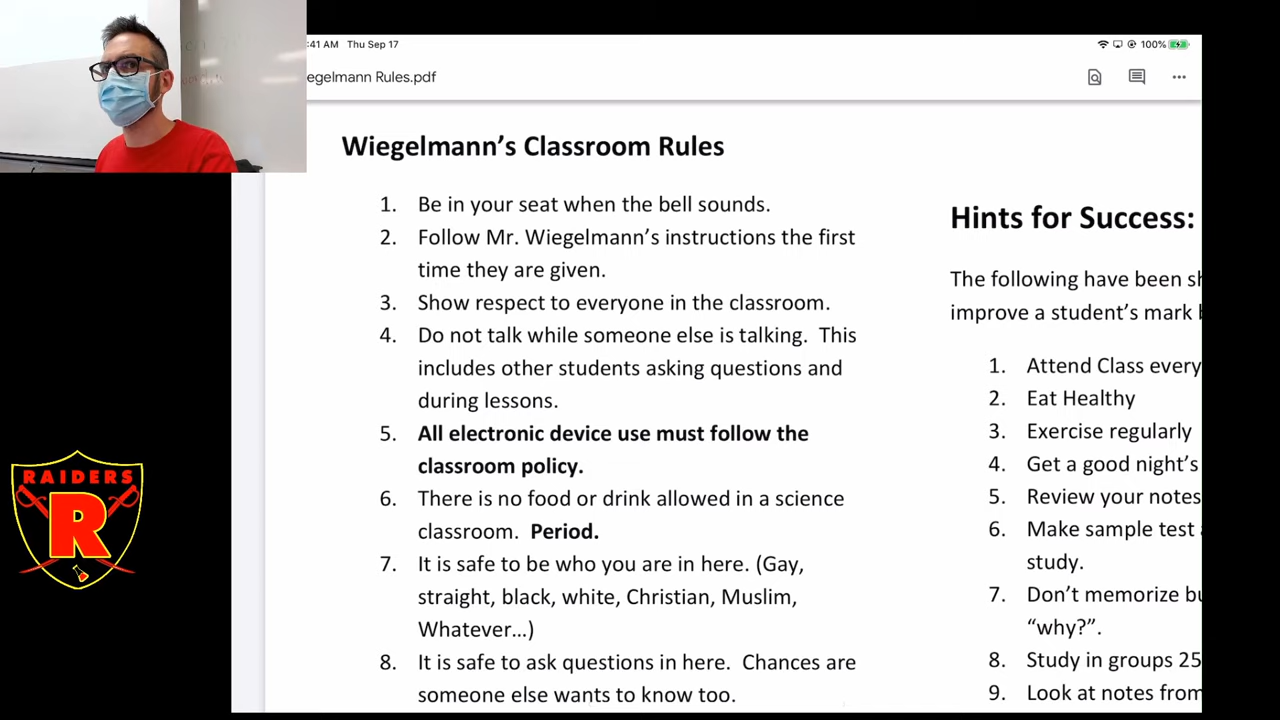 :41 AM Thu Sep 17
100%
egelmann Rules.pdf
Wiegelmann's Classroom Rules
1. Be in your seat when the bell sounds.
2. Follow Mr. Wiegelmann's instructions the first
time they are given.
3. Show respect to everyone in the classroom.
4. Do not talk while someone else is talking. This
includes other students asking questions and
during lessons.
5. All electronic device use must follow the
classroom policy.
6. There is no food or drink allowed in a science
classroom. Period.
7. It is safe to be who you are in here. (Gay,
straight, black, white, Christian, Muslim,
Whatever…)
8. It is safe to ask questions in here. Chances are
someone else wants to know too.
Hints for Success:
The following have been sh
improve a student's mark
1. Attend Class every
2. Eat Healthy
3. Exercise regularly
4. Get a good night's
5. Review your notes
6. Make sample test
study.
7. Don't memorize bu
"why?".
8. Study in groups 25
9. Look at notes from
RAIDERS
R